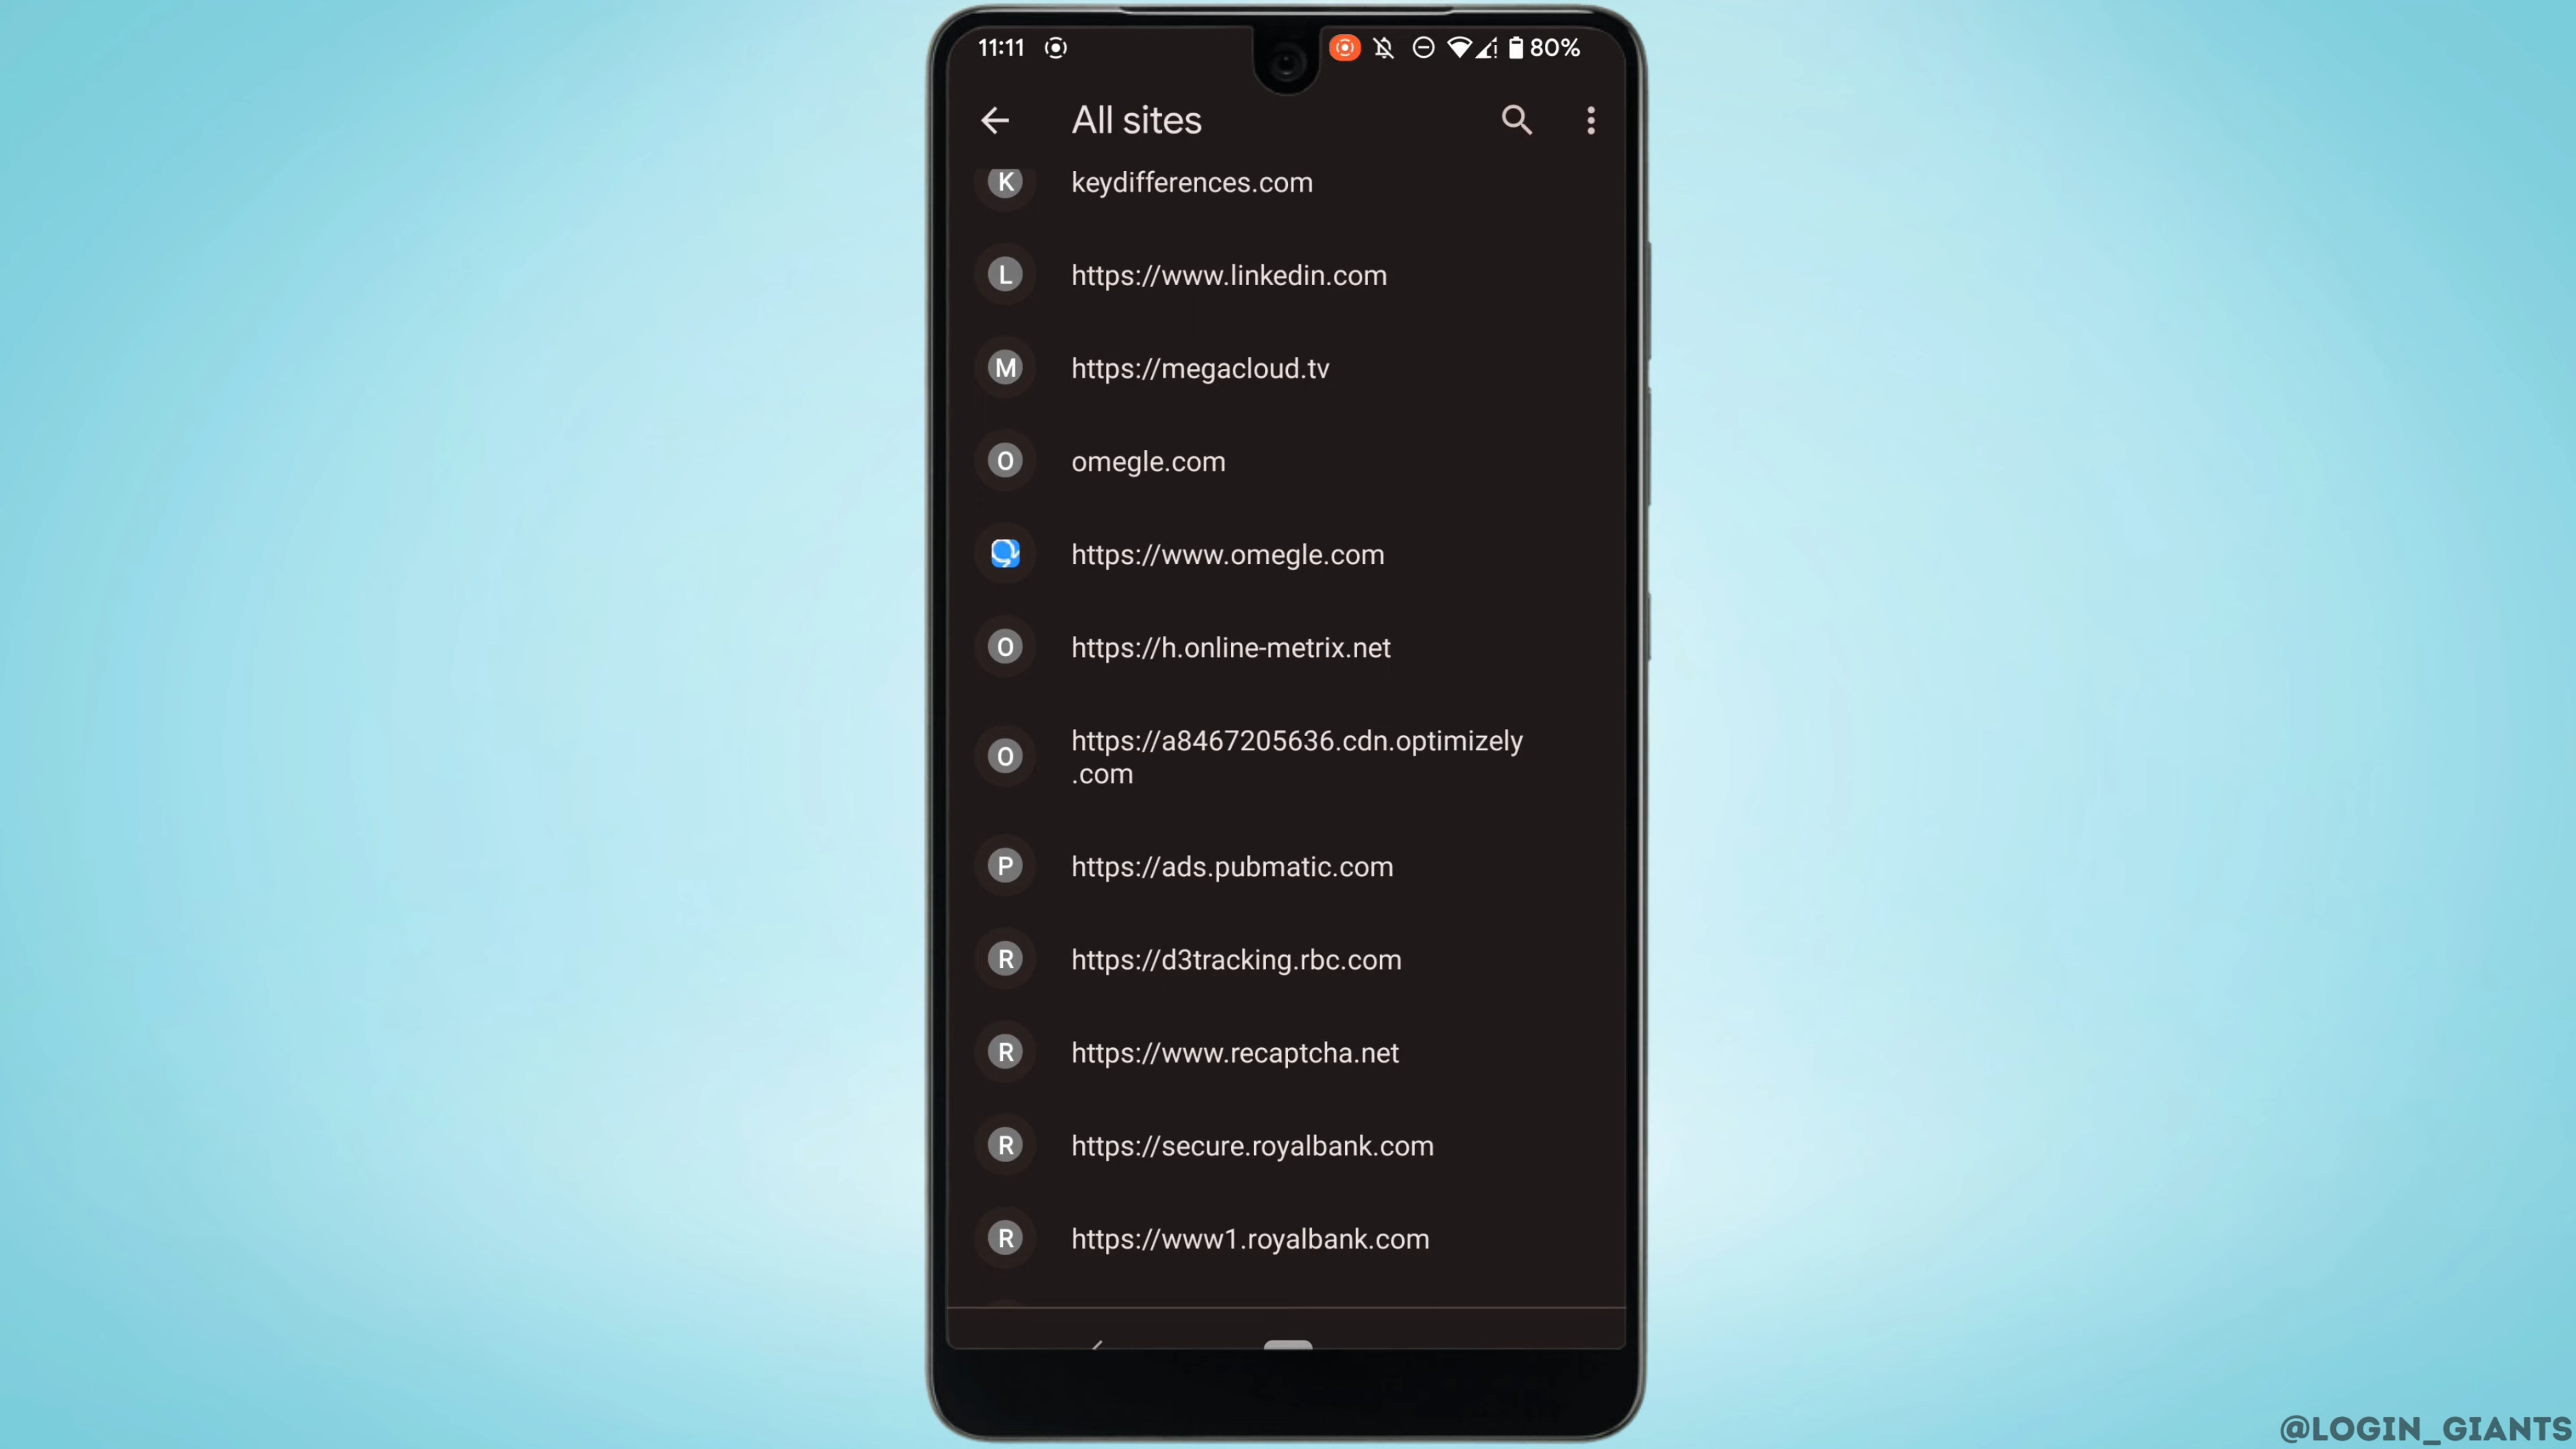 11:11 80%
All sites
K keydifferences.com
L https://www.linkedin.com
M https://megacloud.tv
O omegle.com
https://www.omegle.com
O https://h.online-metrix.net
O https://a8467205636.cdn.optimizely
.com
P https://ads.pubmatic.com
R https://d3tracking.rbc.com
R https://www.recaptcha.net
R https://secure.royalbank.com
R https://www1.royalbank.com
@LOGIN_GIANTS